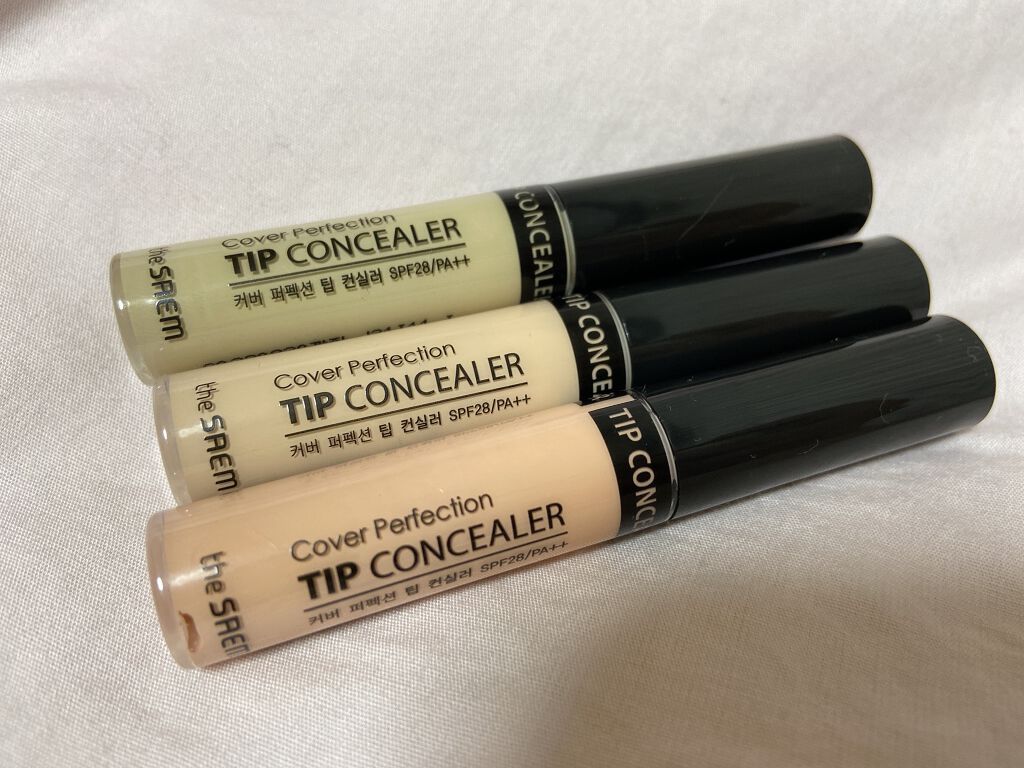 the SAEM
Cover Perfection
TIP CONCEALER
커버 퍼펙션 팁 컨실러 SPF28/PA++
CONCEALE
the SAEM
Cover Perfection
TIP CONCEALER
커버 퍼펙션 팁 컨실러 SPF28/PA++
TIP CONCE
the SAEM
Cover Perfection
TIP CONCEALER
커버 퍼펙션 팁 컨실러 SPF28/PA++
TIP CONCE